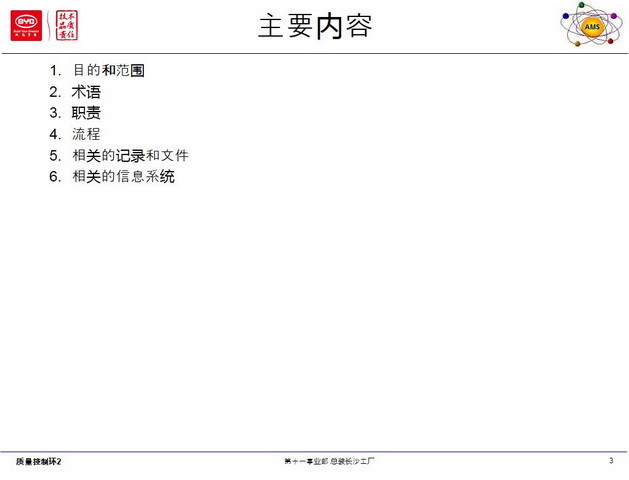 BYD
技术
品质
责任
主要内容
AMS
1. 目的和范围
2. 术语
3. 职责
4. 流程
5. 相关的记录和文件
6. 相关的信息系统
质量控制环2
第十一事业部 总装长沙工厂
3